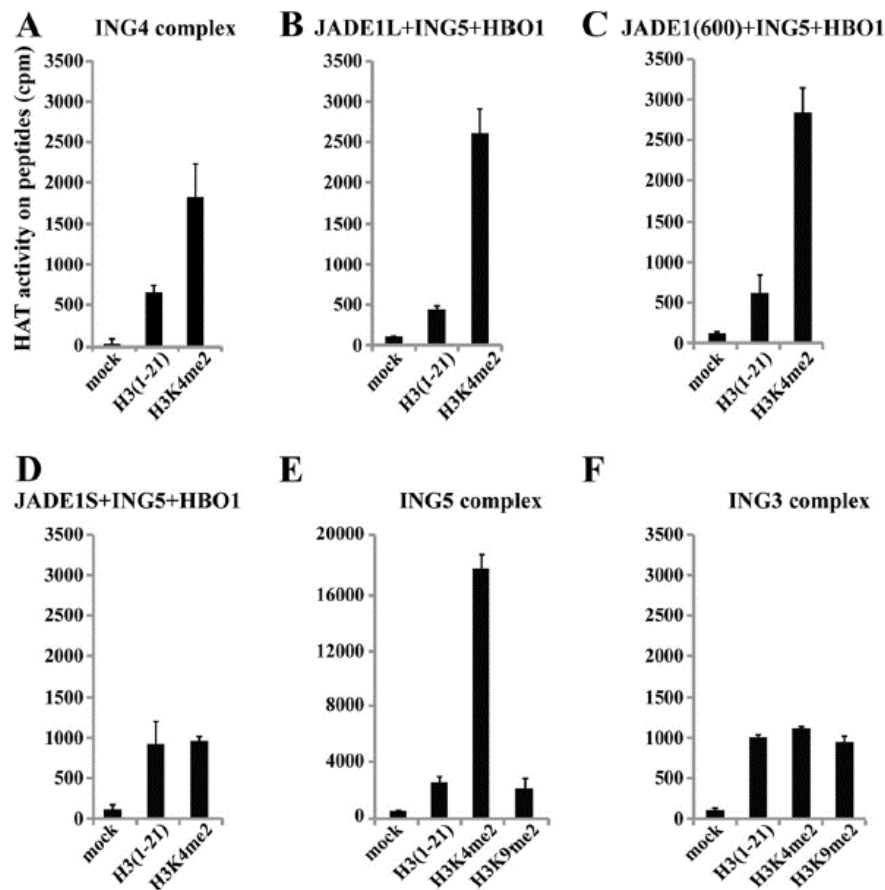 A
ING4 complex
HAT activity on peptides (cpm)
3500
3000
2500
2000
1500
1000
500
0
mock
H3(1-21)
H3K4me2
B
JADE1L+ING5+HBO1
3500
3000
2500
2000
1500
1000
500
0
mock
H3(1-21)
H3K4me2
C
JADE1(600)+ING5+HBO1
3500
3000
2500
2000
1500
1000
500
0
mock
H3(1-21)
H3K4me2
D
JADE1S+ING5+HBO1
3500
3000
2500
2000
1500
1000
500
0
mock
H3(1-21)
H3K4me2
E
ING5 complex
20000
16000
12000
8000
4000
0
mock
H3(1-21)
H3K4me2
H3K9me2
F
ING3 complex
3500
3000
2500
2000
1500
1000
500
0
mock
H3(1-21)
H3K4me2
H3K9me2